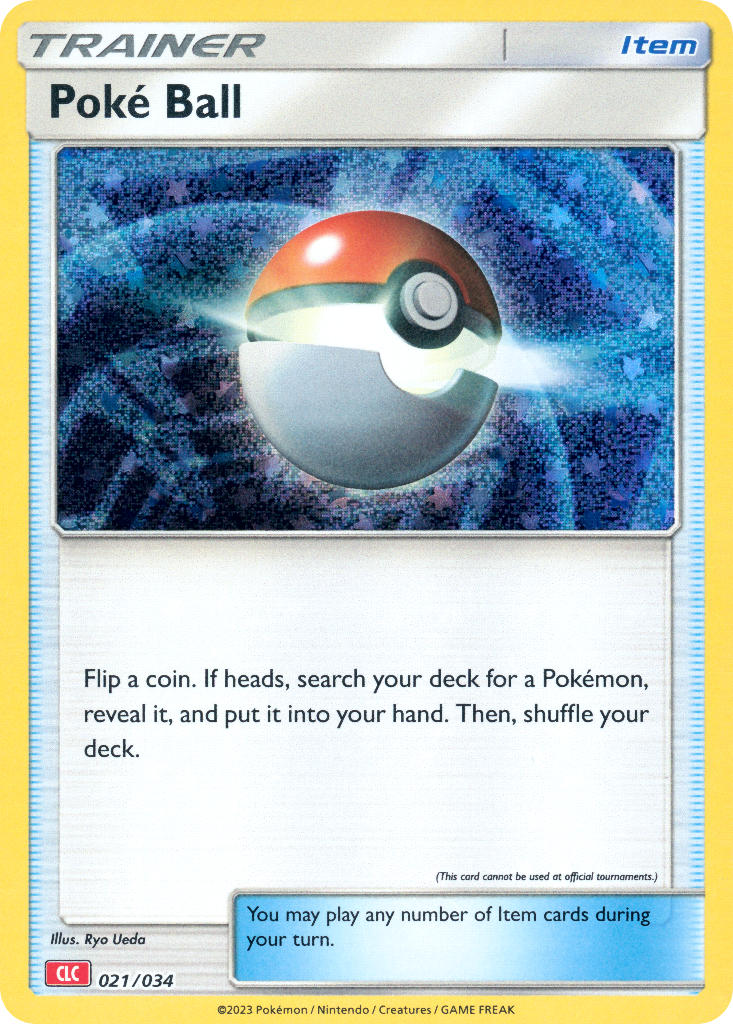 TRAINER
Item
Poké Ball
Flip a coin. If heads, search your deck for a Pokémon,
reveal it, and put it into your hand. Then, shuffle your
deck.
(This card cannot be used at official tournaments.)
You may play any number of Item cards during
your turn.
Illus. Ryo Ueda
CLC 021/034
©2023 Pokémon / Nintendo / Creatures / GAME FREAK